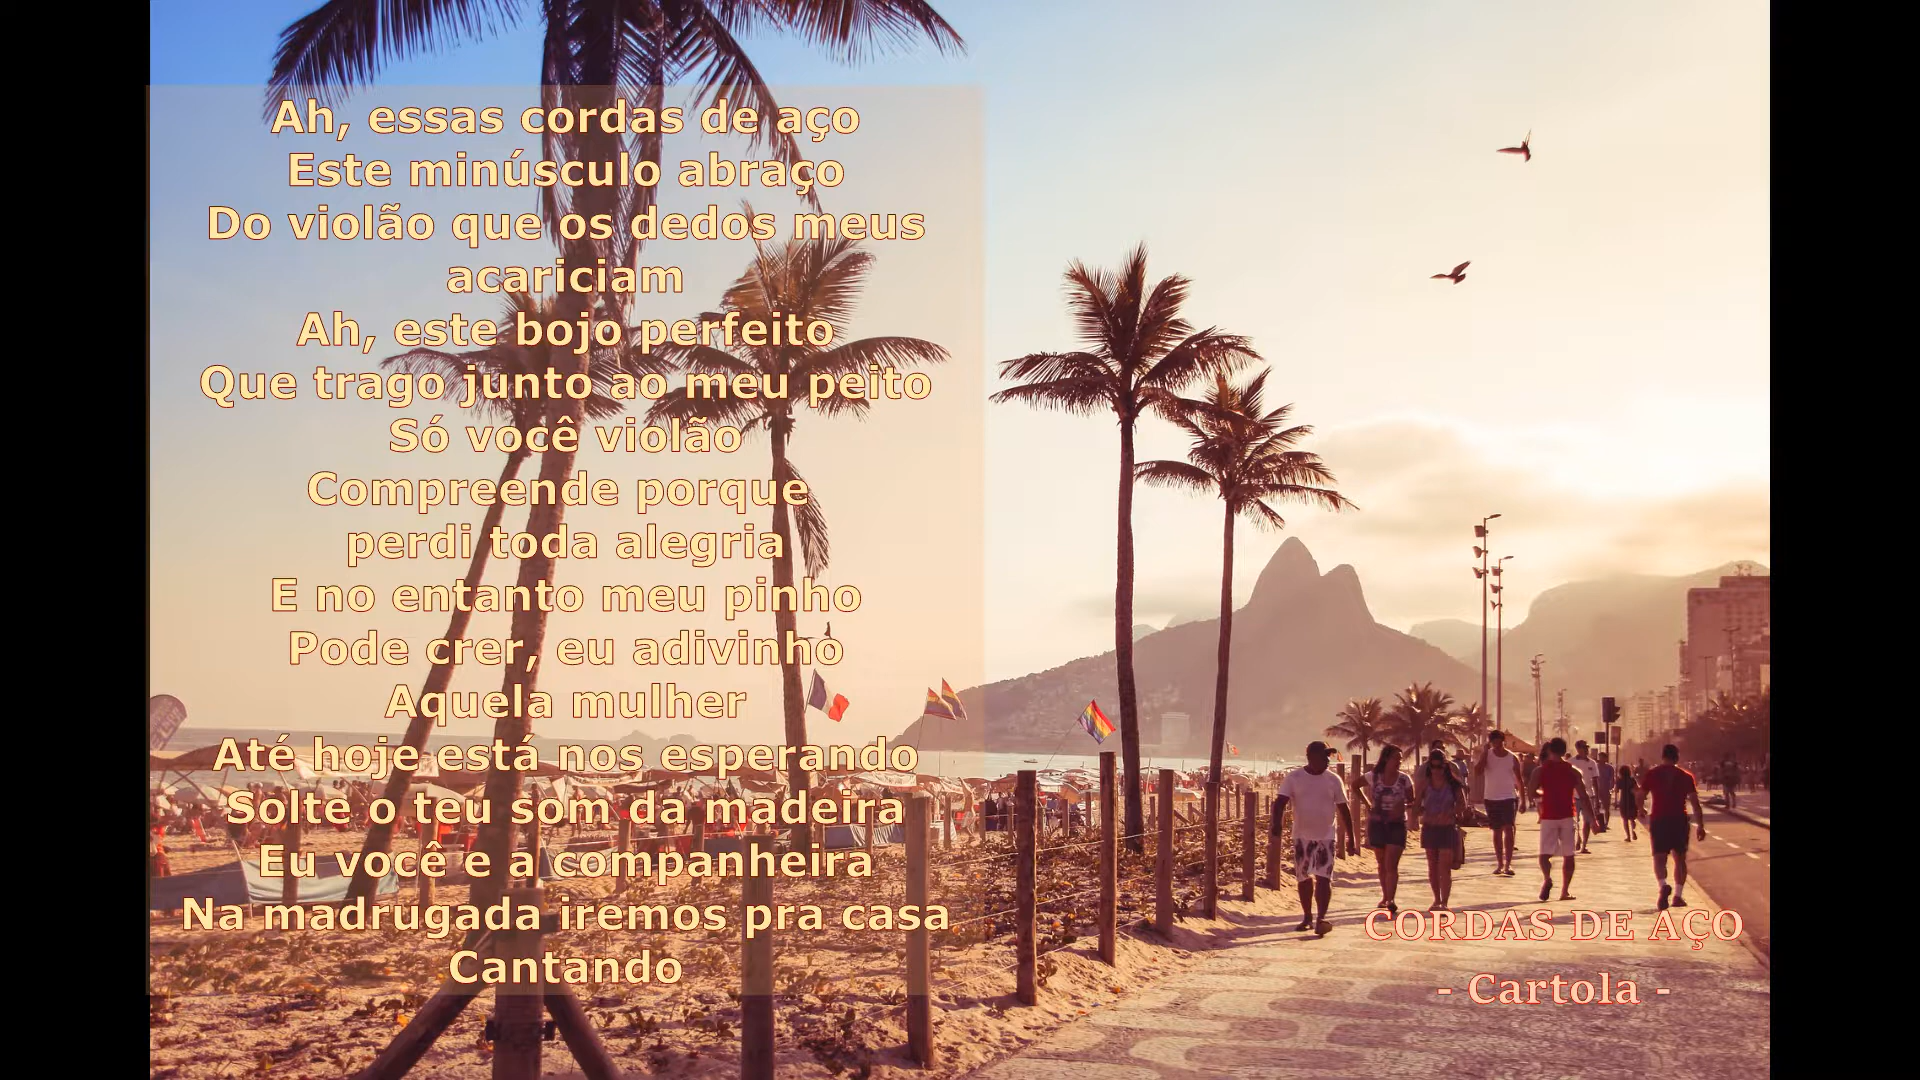 Ah, essas cordas de aço
Este minúsculo abraço
Do violão que os dedos meus
acariciam
Ah, este bojo perfeito
Que trago junto ao meu peito
Só você violão
Compreende porque
perdi toda alegria
E no entanto meu pinho
Pode crer, eu adivinho
Aquela mulher
Até hoje está nos esperando
Solte o teu som da madeira
Eu você e a companheira
Na madrugada iremos pra casa
Cantando
CORDAS DE AÇO
- Cartola -